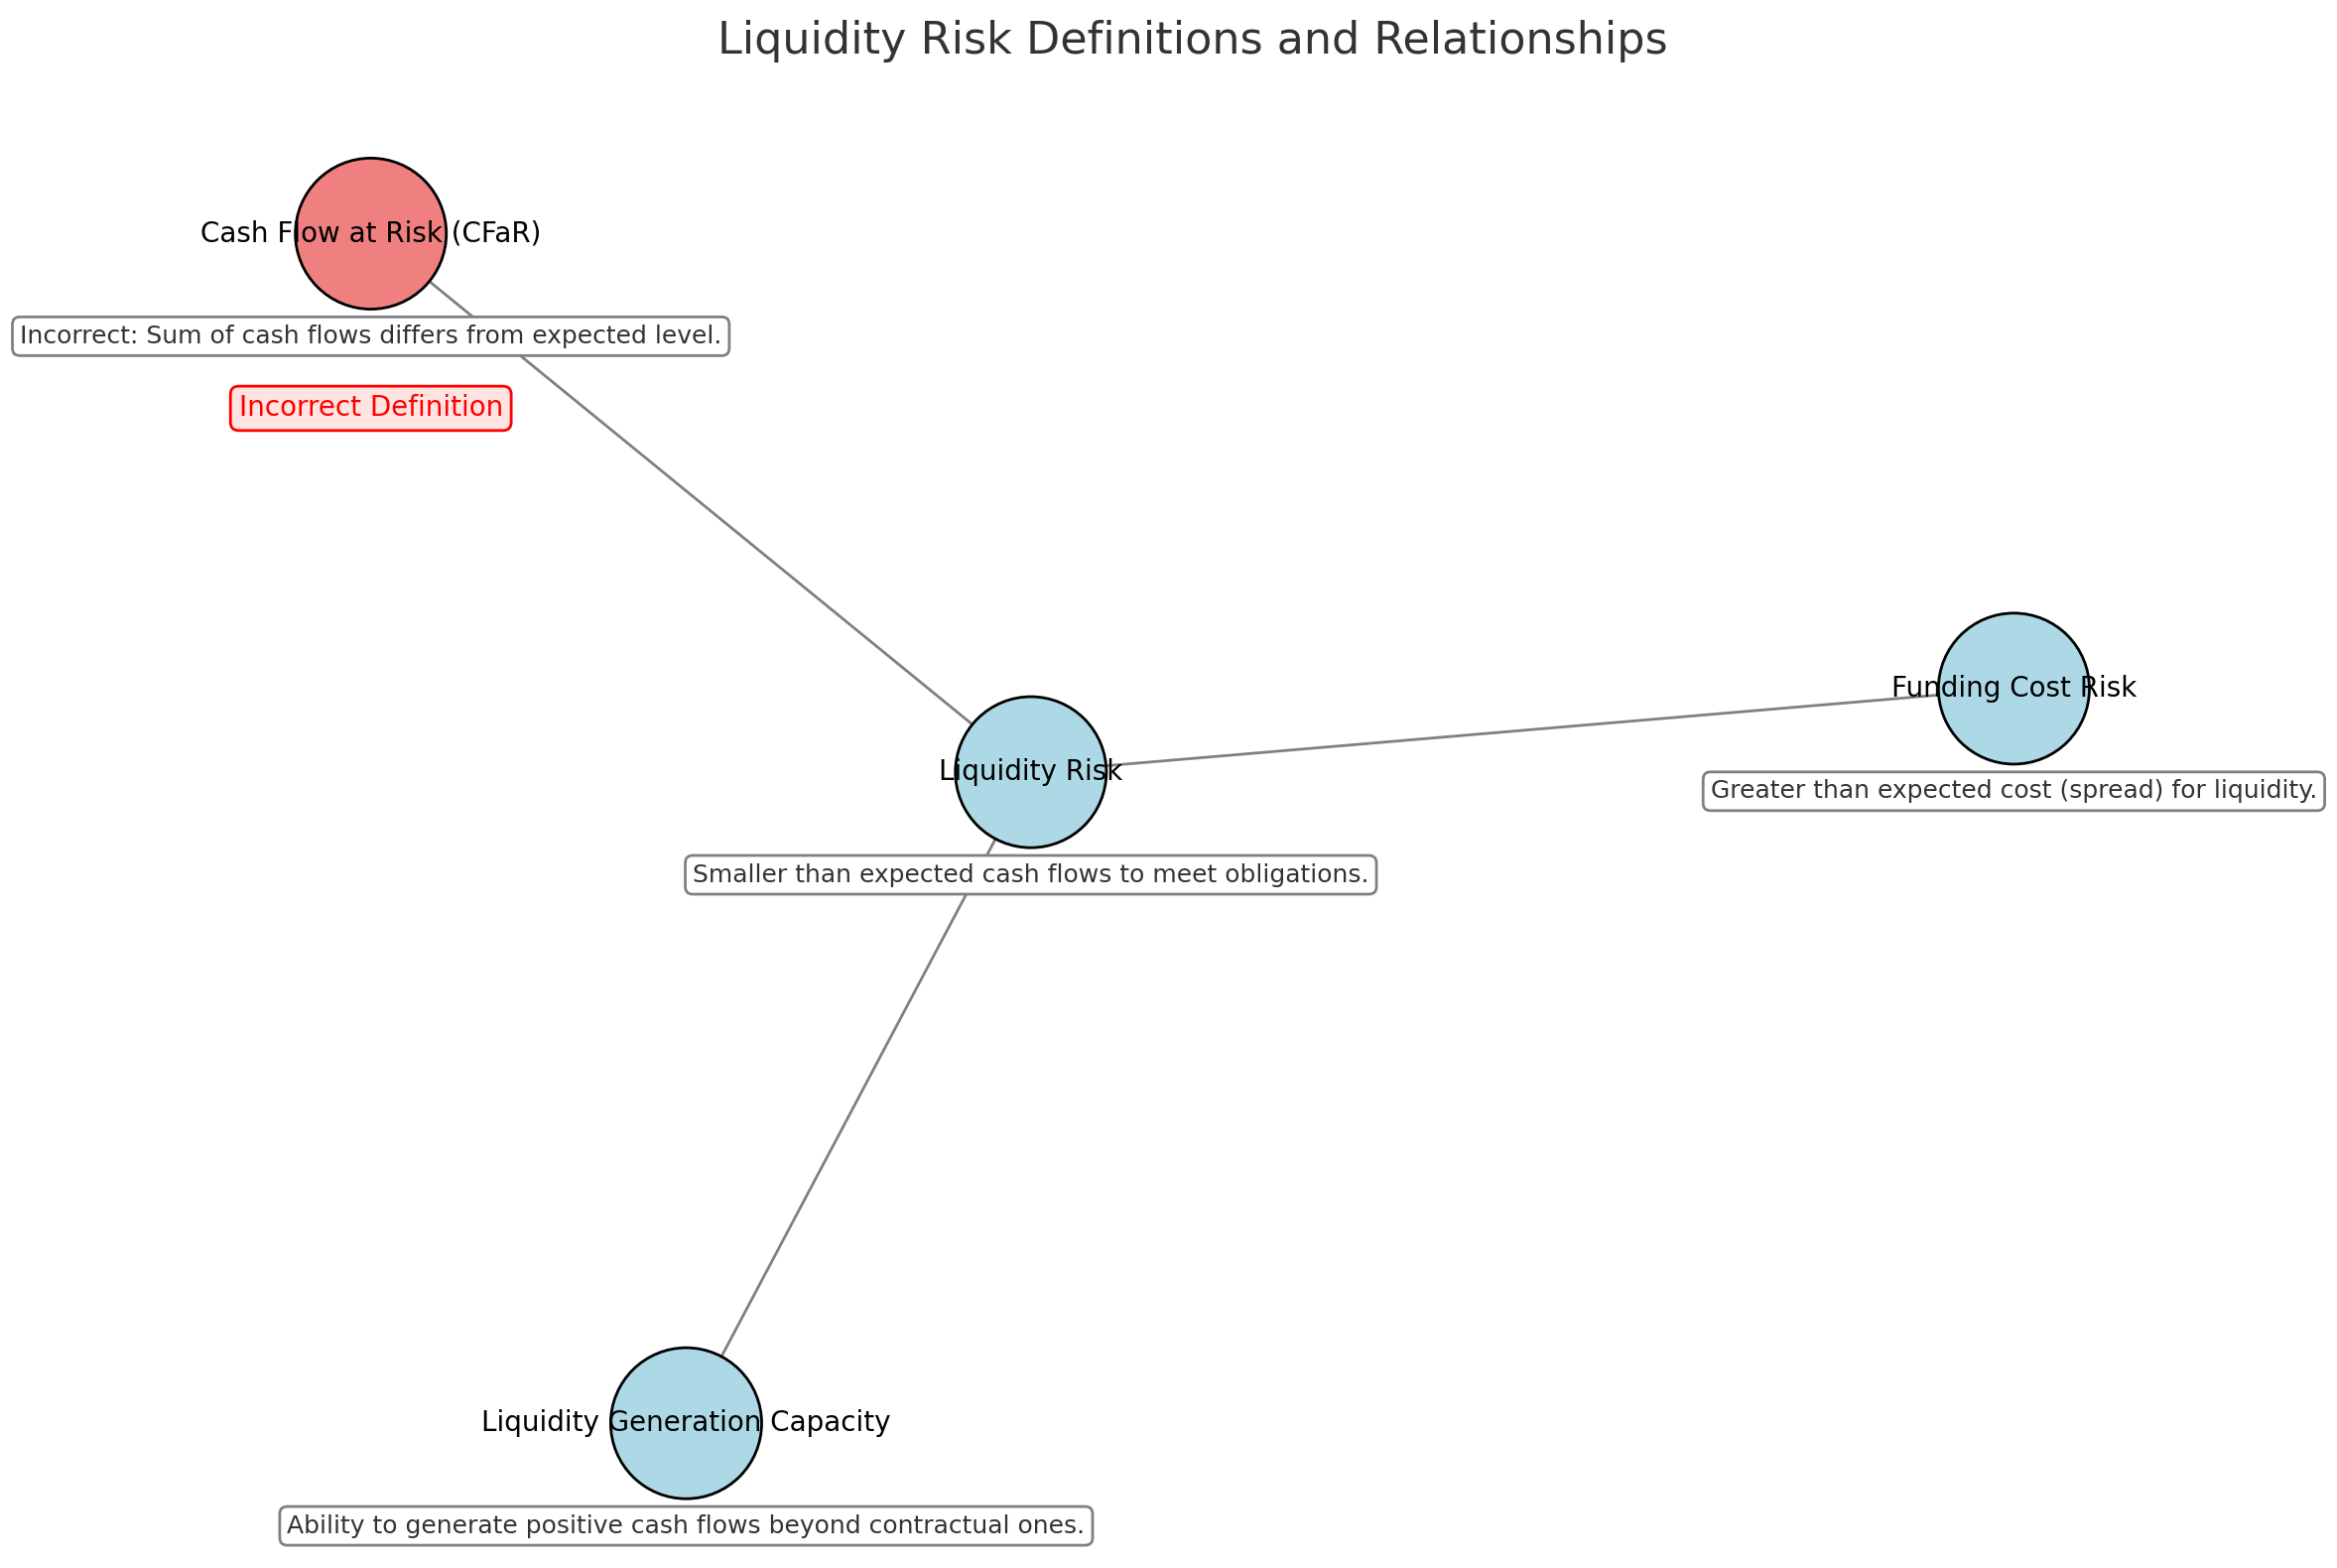 Liquidity Risk Definitions and Relationships
Cash Flow at Risk (CFaR)
Incorrect: Sum of cash flows differs from expected level.
Incorrect Definition
Funding Cost Risk
Greater than expected cost (spread) for liquidity.
Liquidity Risk
Smaller than expected cash flows to meet obligations.
Liquidity Generation Capacity
Ability to generate positive cash flows beyond contractual ones.